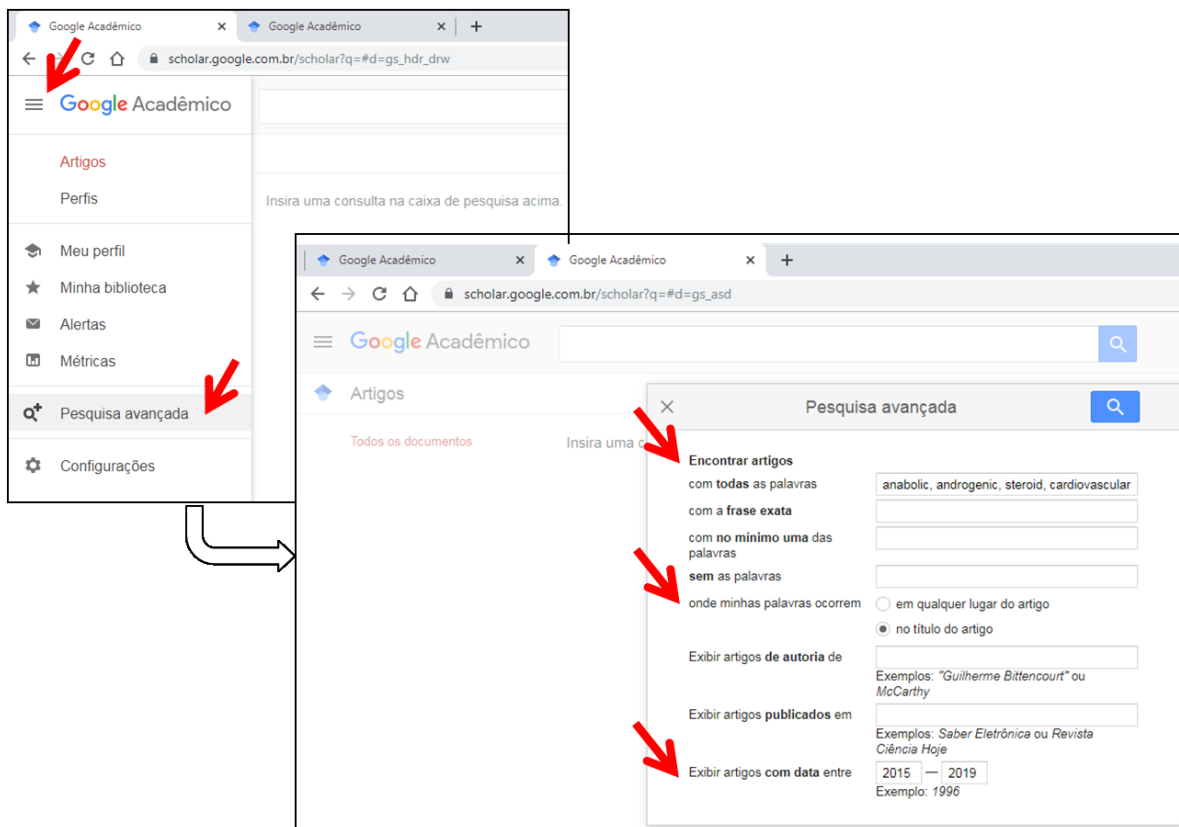 Google Acadêmico
Google Acadêmico
scholar.google.com.br/scholar?q=#d=gs_hdr_drw
Google Acadêmico
Artigos
Perfis
Insira uma consulta na caixa de pesquisa acima.
Meu perfil
Minha biblioteca
Alertas
Métricas
Pesquisa avançada
Configurações
Google Acadêmico
Google Acadêmico
scholar.google.com.br/scholar?q=#d=gs_asd
Google Acadêmico
Artigos
Todos os documentos
Insira uma c
Pesquisa avançada
Encontrar artigos
com todas as palavras
anabolic, androgenic, steroid, cardiovascular
com a frase exata
com no mínimo uma das
palavras
sem as palavras
onde minhas palavras ocorrem
em qualquer lugar do artigo
no título do artigo
Exibir artigos de autoria de
Exemplos: "Guilherme Bittencourt" ou
McCarthy
Exibir artigos publicados em
Exemplos: Saber Eletrônica ou Revista
Ciência Hoje
Exibir artigos com data entre
2015 — 2019
Exemplo: 1996